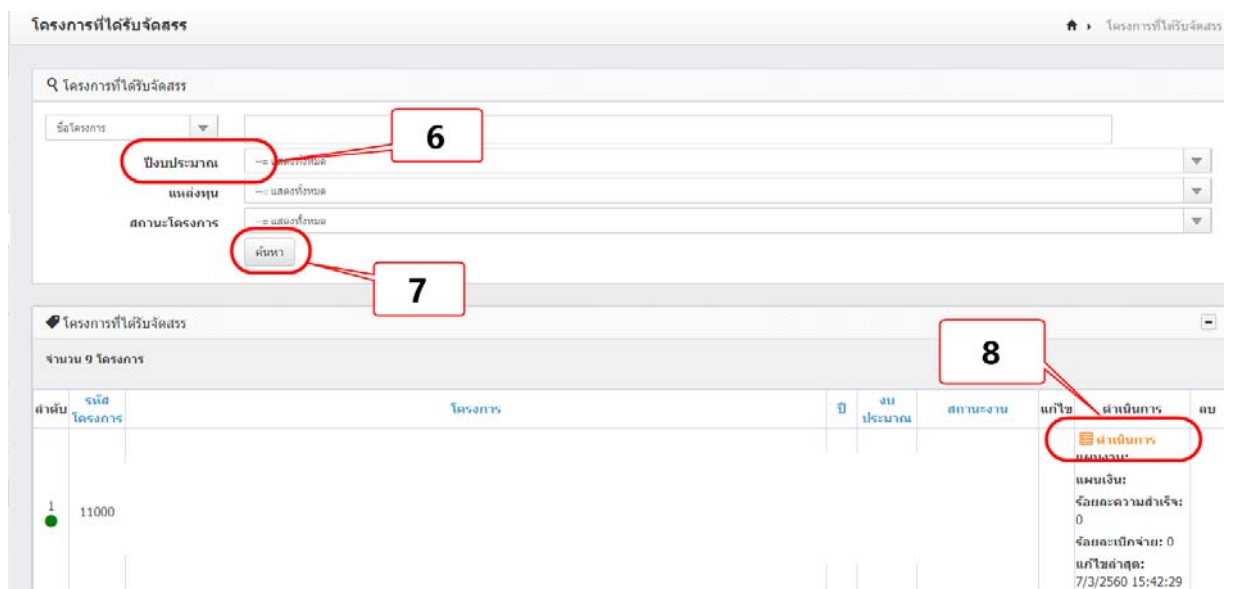 โครงการที่ได้รับจัดสรร
โครงการที่ได้รับจัดสรร
โครงการที่ได้รับจัดสรร
ชื่อโครงการ
6
ปีงบประมาณ --= แสดงทั้งหมด
แหล่งทุน --= แสดงทั้งหมด
สถานะโครงการ --= แสดงทั้งหมด
ค้นหา
7
โครงการที่ได้รับจัดสรร
จำนวน 9 โครงการ
8
ลำดับ รหัสโครงการ โครงการ ปี งบประมาณ สถานะงาน แก้ไข ดำเนินการ ลบ
ดำเนินการ
แผนงาน:
แผนเงิน:
1 11000 ร้อยละความสำเร็จ:
0
ร้อยละเบิกจ่าย: 0
แก้ไขล่าสุด:
7/3/2560 15:42:29